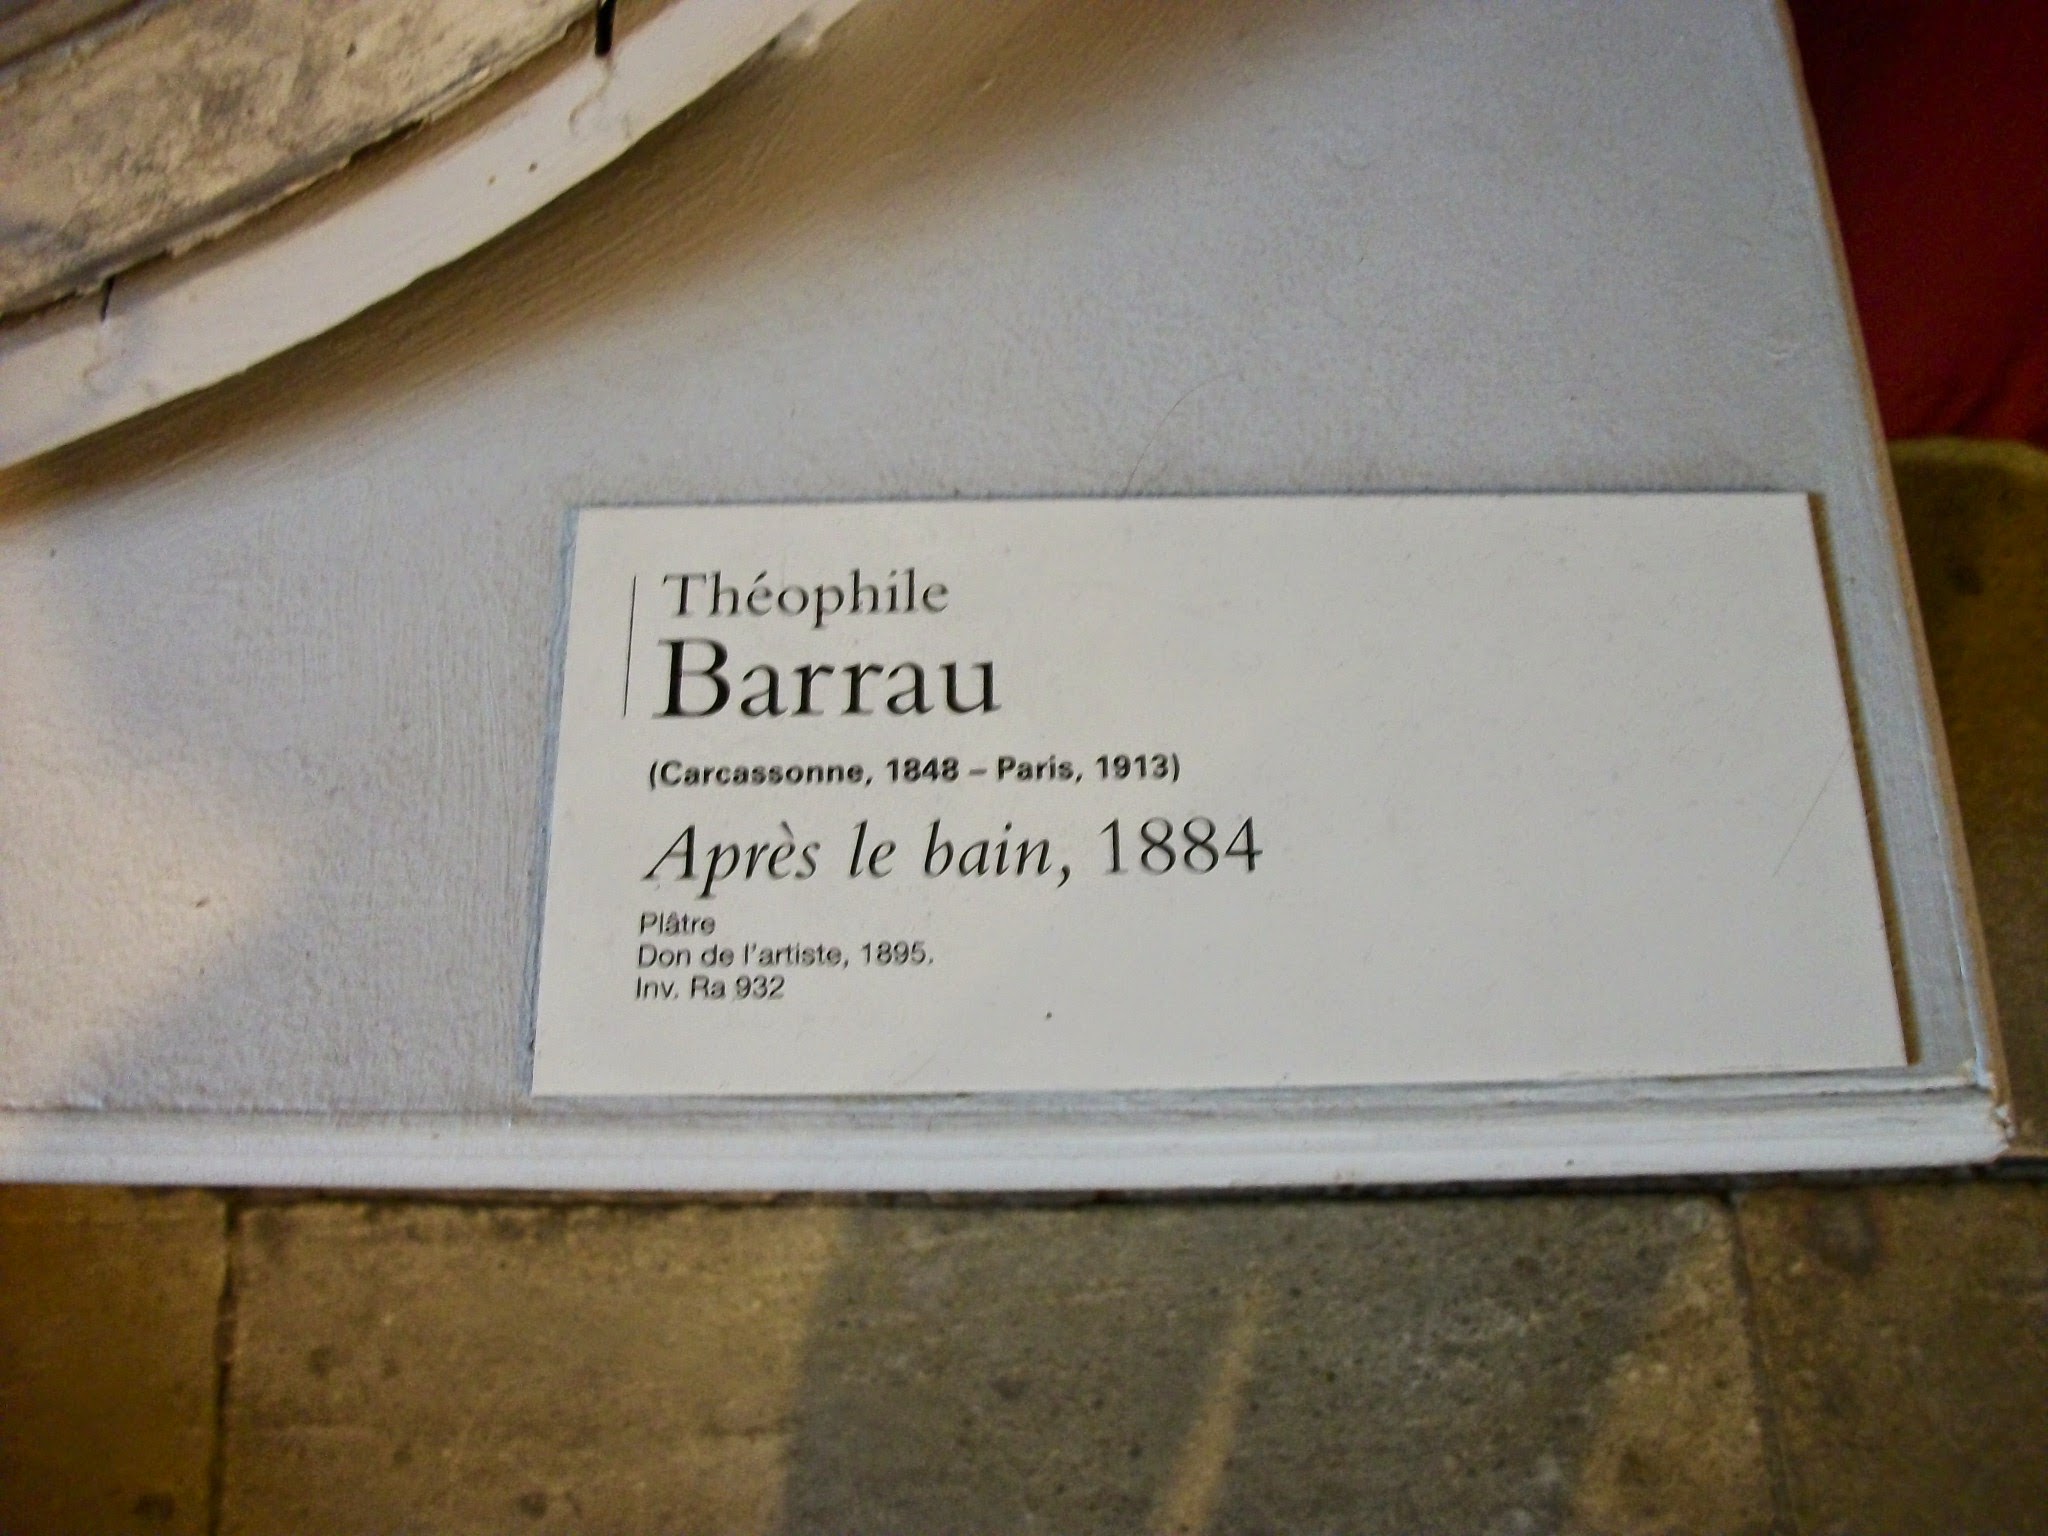 Théophile
Barrau
(Carcassonne, 1848 – Paris, 1913)
Après le bain, 1884
Plâtre
Don de l'artiste, 1895.
Inv. Ra 932